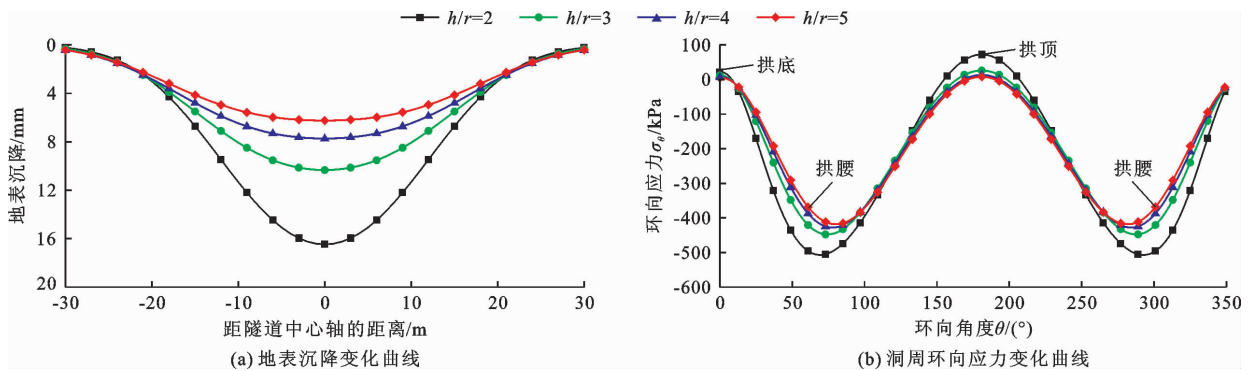 h/r=2 h/r=3 h/r=4 h/r=5
0
4
8
12
16
20
地表沉降/mm
-30 -20 -10 0 10 20 30
距隧道中心轴的距离/m
(a) 地表沉降变化曲线
100
0
-100
-200
-300
-400
-500
-600
环向应力σθ/kPa
拱底
拱顶
拱腰
拱腰
0 50 100 150 200 250 300 350
环向角度θ/(°)
(b) 洞周环向应力变化曲线